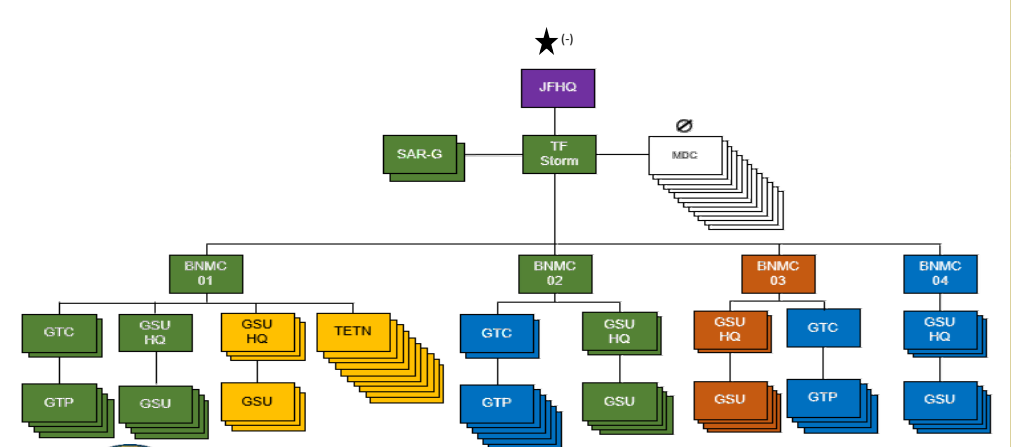 (-)
JFHQ
SAR-G
TF
Storm
MDC
BNMC
01
BNMC
02
BNMC
03
BNMC
04
GTC
GSU
HQ
GSU
HQ
TETN
GTC
GSU
HQ
GSU
HQ
GTC
GSU
HQ
GTP
GSU
GSU
GTP
GSU
GSU
GTP
GSU